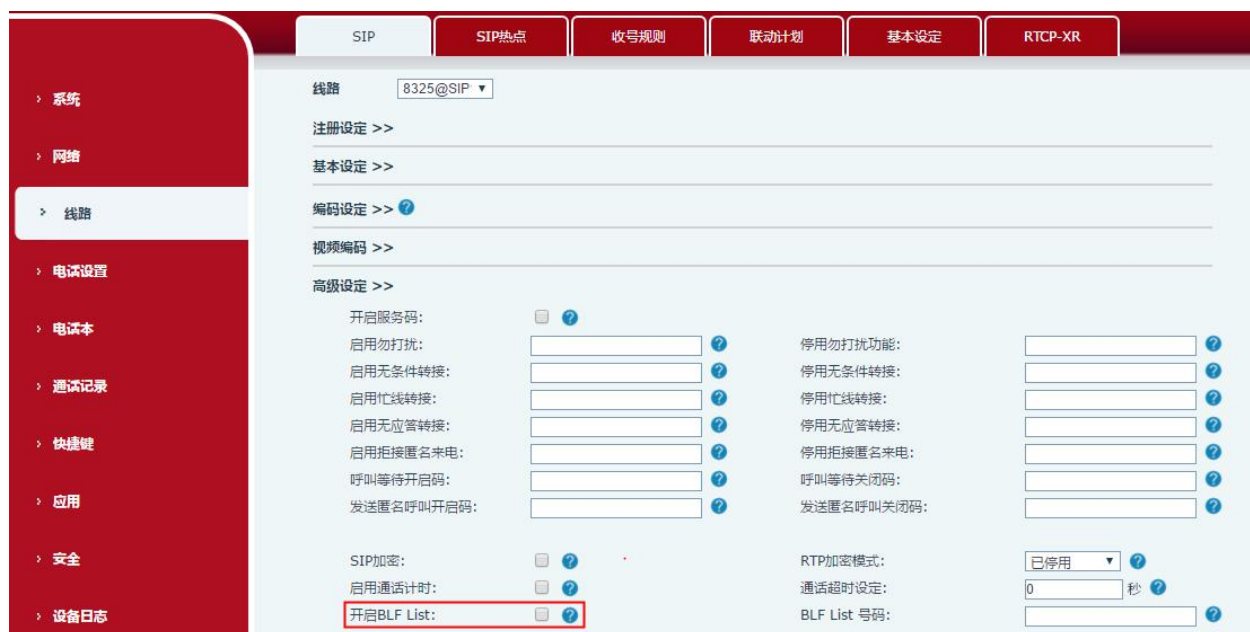 SIP SIP热点 收号规则 联动计划 基本设定 RTCP-XR
系统
网络
线路
电话设置
电话本
通话记录
快捷键
应用
安全
设备日志
线路 8325@SIP
注册设定 >>
基本设定 >>
编码设定 >>
视频编码 >>
高级设定 >>
开启服务码:
启用勿打扰: 停用勿打扰功能:
启用无条件转接: 停用无条件转接:
启用忙线转接: 停用忙线转接:
启用无应答转接: 停用无应答转接:
启用拒接匿名来电: 停用拒接匿名来电:
呼叫等待开启码: 呼叫等待关闭码:
发送匿名呼叫开启码: 发送匿名呼叫关闭码:
SIP加密: RTP加密模式: 已停用
启用通话计时: 通话超时设定: 0 秒
开启BLF List: BLF List 号码: